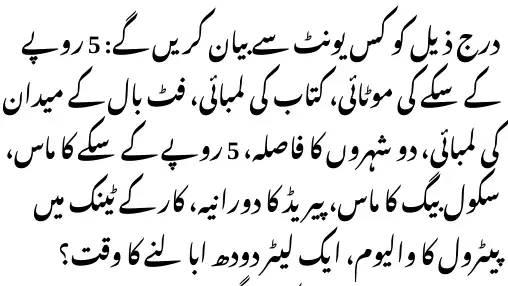 درج ذیل کو کس یونٹ سے بیان کریں گے: 5 روپے
کے سکے کی موٹائی، کتاب کی لمبائی، فٹ بال کے میدان
کی لمبائی، دو شہروں کا فاصلہ، 5 روپے کے سکے کا ماس،
سکول بیگ کا ماس، پیریڈ کا دورانیہ، کار کے ٹینک میں
پیٹرول کا والیوم، ایک لیٹر دودھ ابالنے کا وقت؟